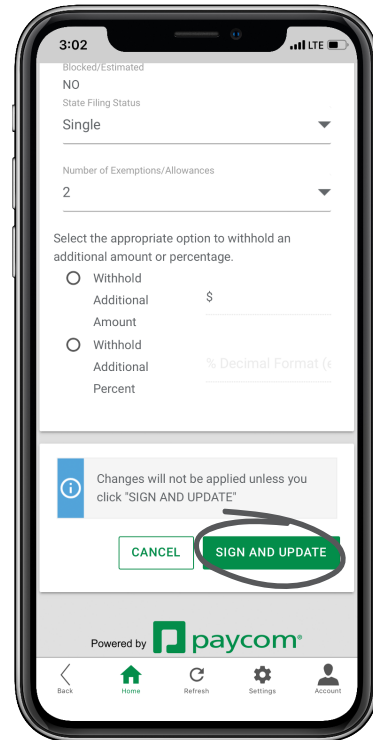 3:02
LTE
Blocked/Estimated
NO
State Filing Status
Single
Number of Exemptions/Allowances
2
Select the appropriate option to withhold an
additional amount or percentage.
Withhold
Additional
Amount
$
Withhold
Additional
Percent
% Decimal Format (e
Changes will not be applied unless you
click "SIGN AND UPDATE"
CANCEL
SIGN AND UPDATE
Powered by paycom®
Back
Home
Refresh
Settings
Account